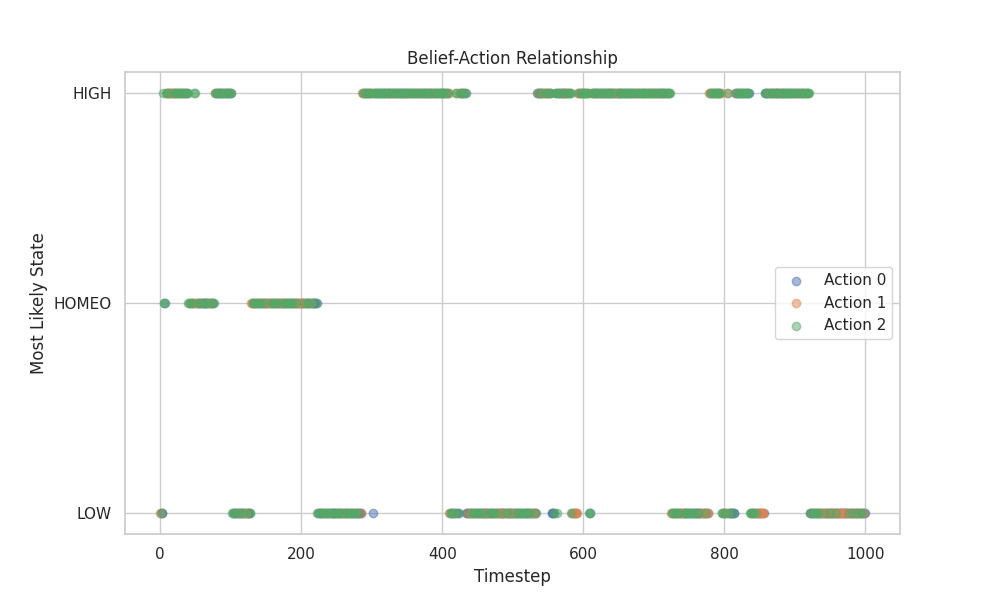 Belief-Action Relationship
HIGH
HOMEO
LOW
Most Likely State
Action 0
Action 1
Action 2
0
200
400
600
800
1000
Timestep